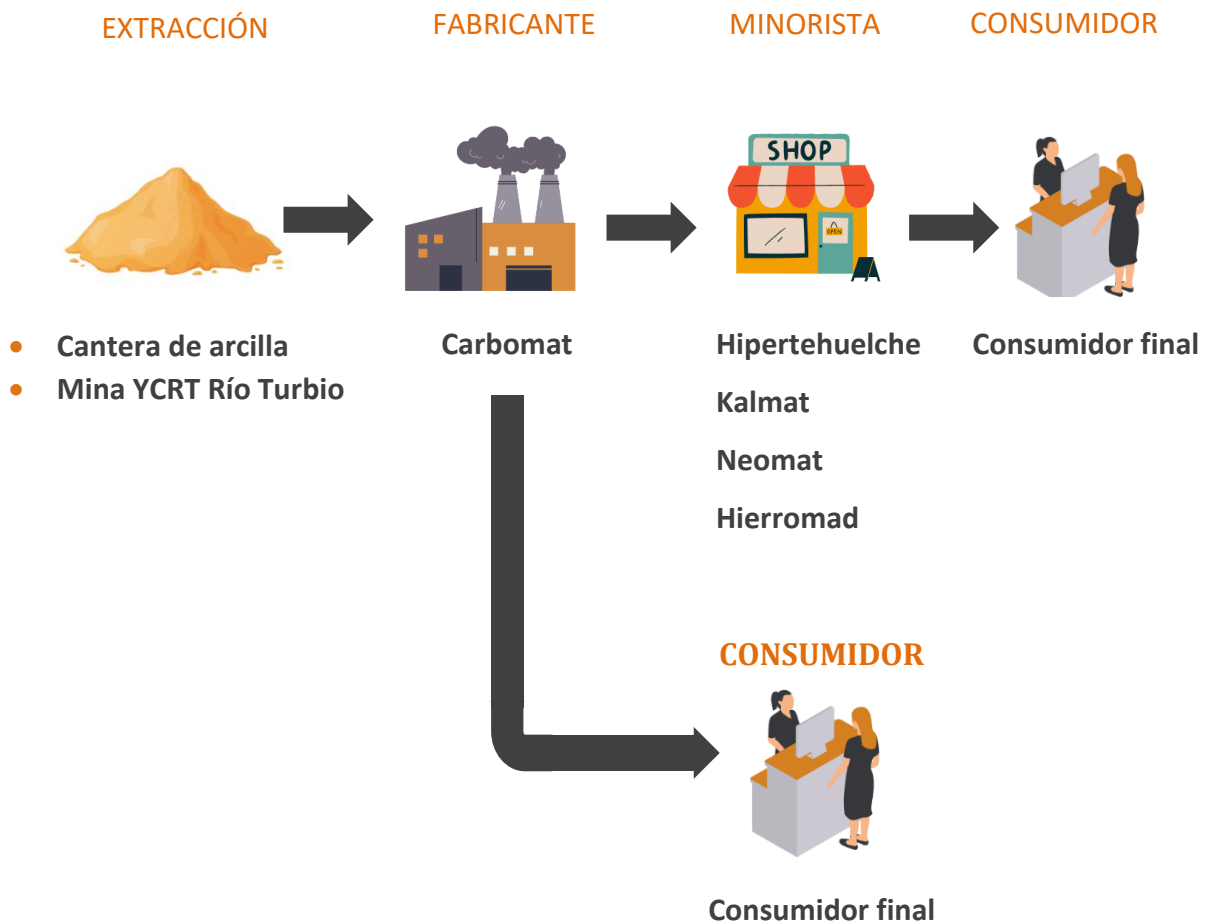 EXTRACCIÓN
FABRICANTE
MINORISTA
CONSUMIDOR
SHOP
OPEN
• Cantera de arcilla
• Mina YCRT Río Turbio
Carbomat
Hipertehuelche
Kalmat
Neomat
Hierromad
Consumidor final
CONSUMIDOR
Consumidor final